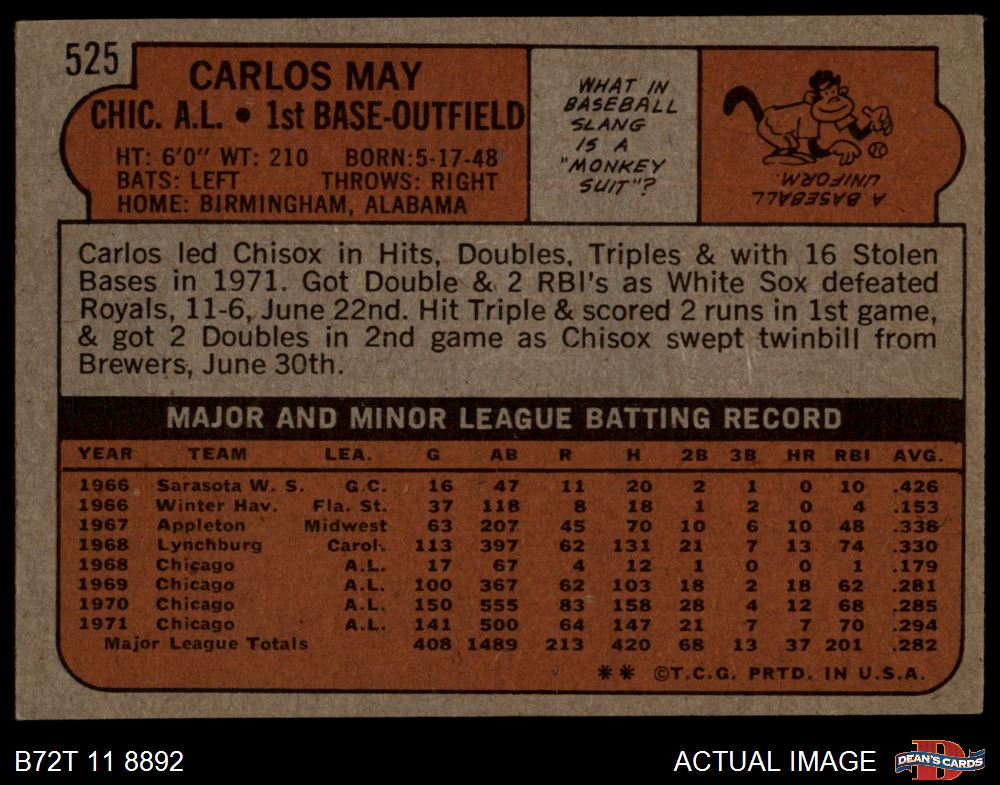 525
CARLOS MAY
CHIC. A.L. • 1st BASE-OUTFIELD
HT: 6'0" WT: 210 BORN:5-17-48
BATS: LEFT THROWS: RIGHT
HOME: BIRMINGHAM, ALABAMA
WHAT IN
BASEBALL
SLANG
IS A
"MONKEY
SUIT"?
A BASEBALL
UNIFORM.
Carlos led Chisox in Hits, Doubles, Triples & with 16 Stolen
Bases in 1971. Got Double & 2 RBI's as White Sox defeated
Royals, 11-6, June 22nd. Hit Triple & scored 2 runs in 1st game,
& got 2 Doubles in 2nd game as Chisox swept twinbill from
Brewers, June 30th.
MAJOR AND MINOR LEAGUE BATTING RECORD
YEAR TEAM LEA. G AB R H 2B 3B HR RBI AVG.
1966 Sarasota W. S. G.C. 16 47 11 20 2 1 0 10 .426
1966 Winter Hav. Fla. St. 37 118 8 18 1 2 0 4 .153
1967 Appleton Midwest 63 207 45 70 10 6 10 48 .338
1968 Lynchburg Carol. 113 397 62 131 21 7 13 74 .330
1968 Chicago A.L. 17 67 4 12 1 0 0 1 .179
1969 Chicago A.L. 100 367 62 103 18 2 18 62 .281
1970 Chicago A.L. 150 555 83 158 28 4 12 68 .285
1971 Chicago A.L. 141 500 64 147 21 7 7 70 .294
Major League Totals 408 1489 213 420 68 13 37 201 .282
** ©T.C.G. PRTD. IN U.S.A.
B72T 11 8892
ACTUAL IMAGE
DEAN'S CARDS